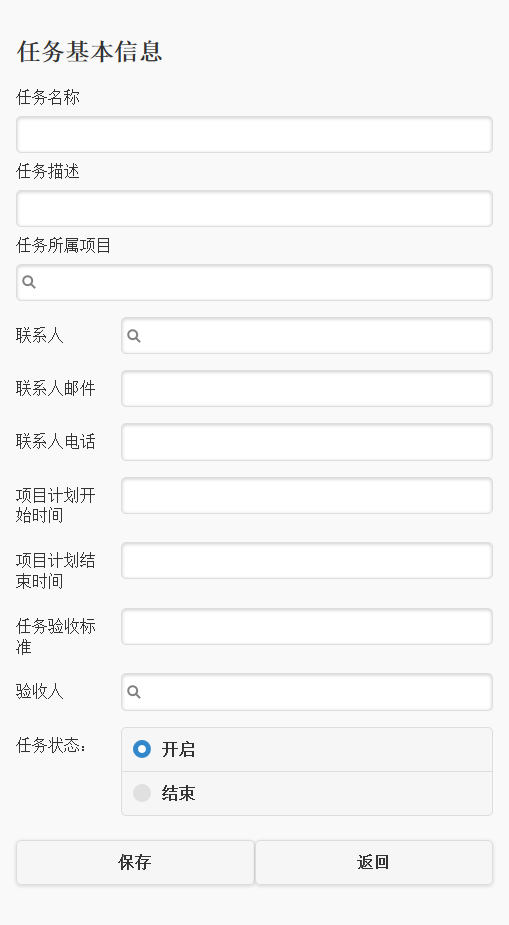 任务基本信息
任务名称
任务描述
任务所属项目
联系人
联系人邮件
联系人电话
项目计划开
始时间
项目计划结
束时间
任务验收标
准
验收人
任务状态：
开启
结束
保存
返回